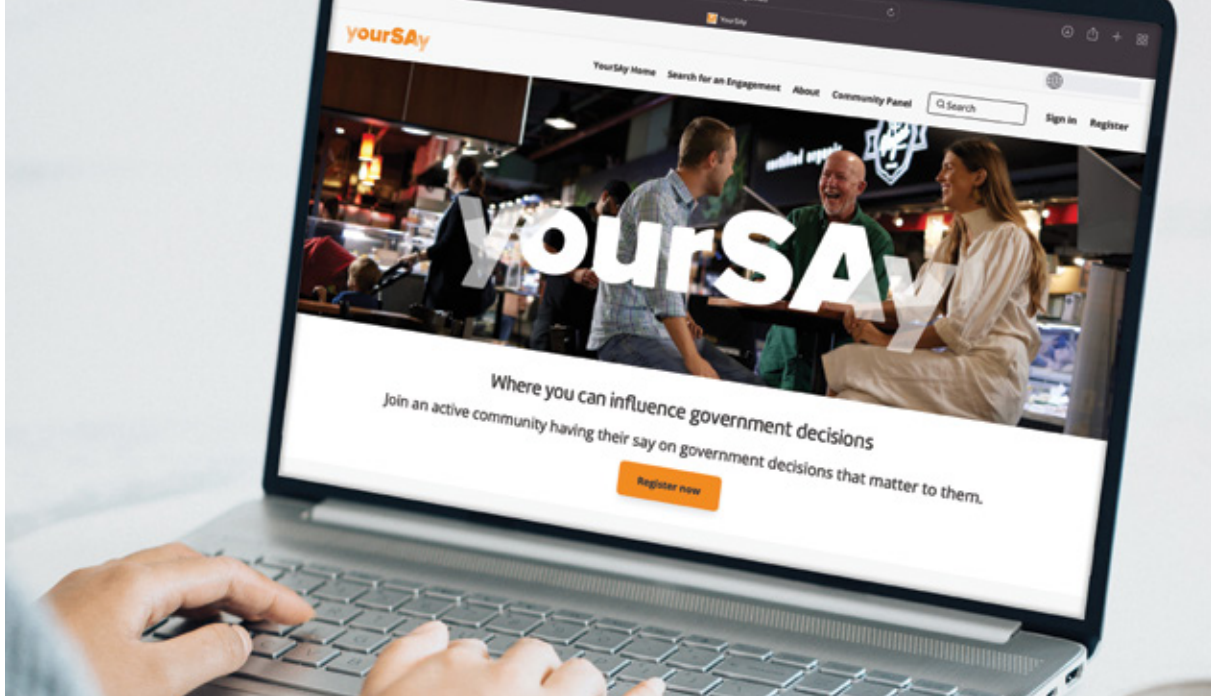 YourSAy
yourSAy
YourSAy Home Search for an Engagement About Community Panel Search Sign in Register
certified organic
yourSAy
Where you can influence government decisions
Join an active community having their say on government decisions that matter to them.
Register now